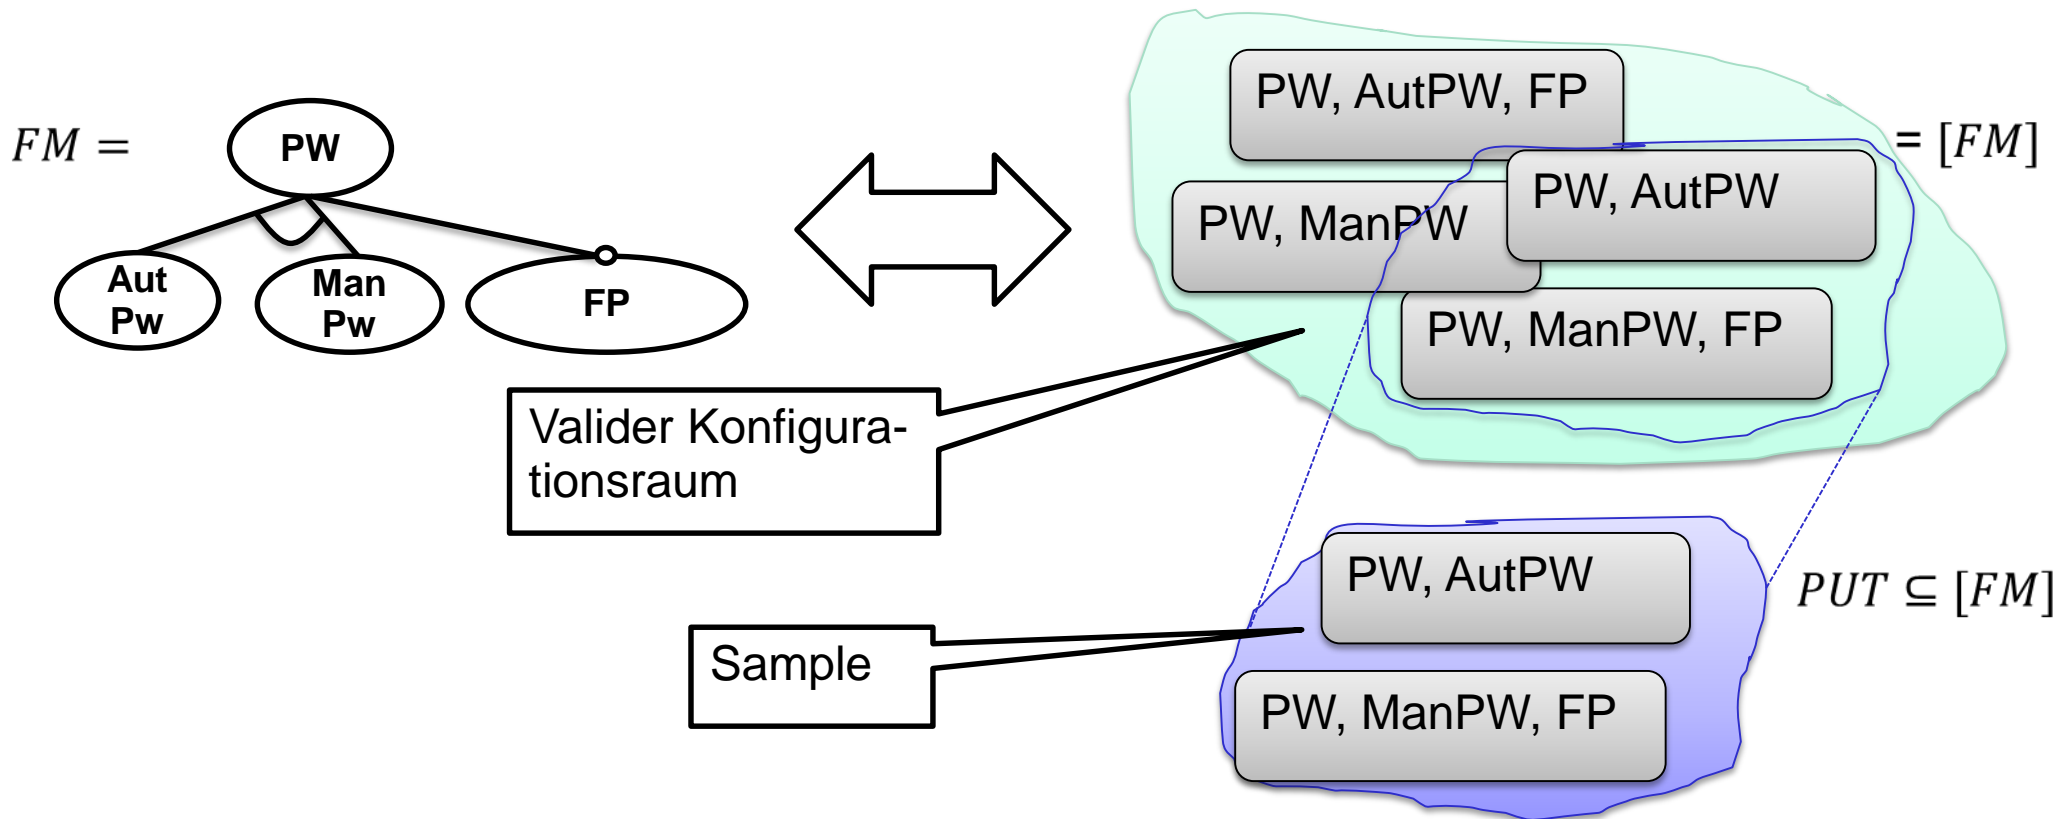 FM =
PW
Aut
Pw
Man
Pw
FP
PW, AutPW, FP
PW, AutPW
PW, ManPW
PW, ManPW, FP
= [FM]
Valider Konfigura-
tionsraum
Sample
PW, AutPW
PW, ManPW, FP
PUT ⊆ [FM]